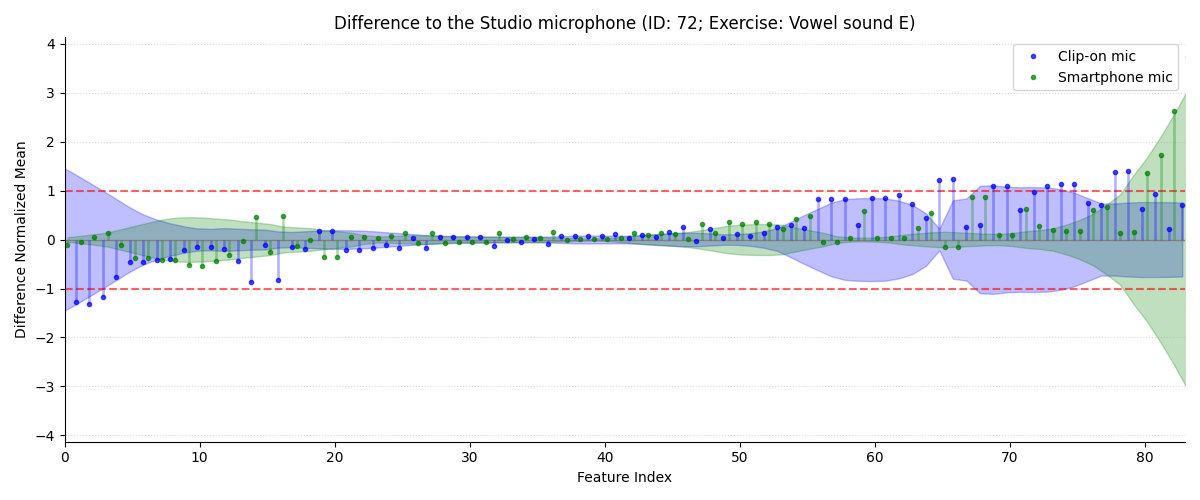 Difference to the Studio microphone (ID: 72; Exercise: Vowel sound E)
Clip-on mic
Smartphone mic
Difference Normalized Mean
4
3
2
1
0
−1
−2
−3
−4
0 10 20 30 40 50 60 70 80
Feature Index